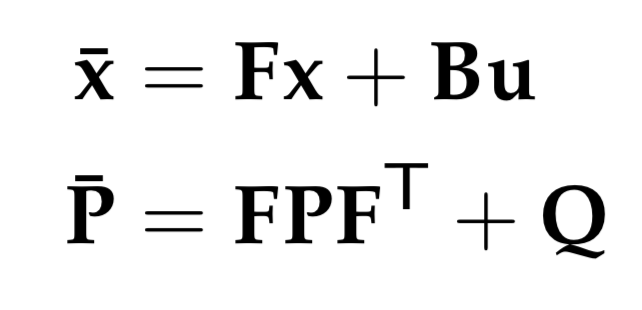 x̄ = Fx + Bu
P̄ = FPFᵀ + Q